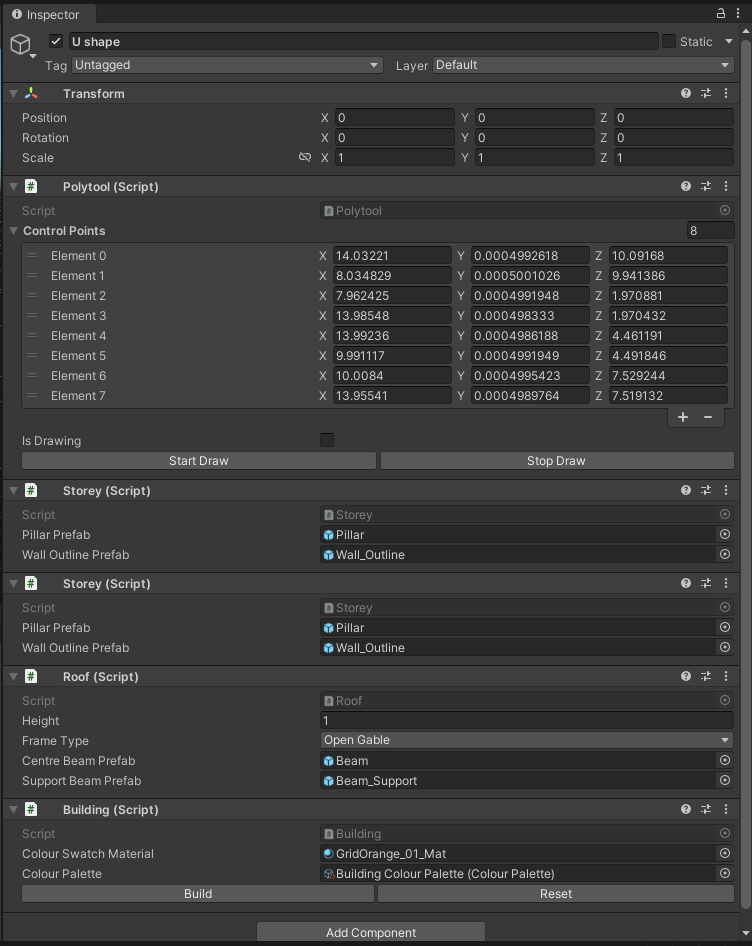 Inspector
U shape Static
Tag Untagged Layer Default
Transform
Position X 0 Y 0 Z 0
Rotation X 0 Y 0 Z 0
Scale X 1 Y 1 Z 1
# Polytool (Script)
Script # Polytool
Control Points 8
Element 0 X 14.03221 Y 0.0004992618 Z 10.09168
Element 1 X 8.034829 Y 0.0005001026 Z 9.941386
Element 2 X 7.962425 Y 0.0004991948 Z 1.970881
Element 3 X 13.98548 Y 0.000498333 Z 1.970432
Element 4 X 13.99236 Y 0.0004986188 Z 4.461191
Element 5 X 9.991117 Y 0.0004991949 Z 4.491846
Element 6 X 10.0084 Y 0.0004995423 Z 7.529244
Element 7 X 13.95541 Y 0.0004989764 Z 7.519132
+ −
Is Drawing
Start Draw Stop Draw
# Storey (Script)
Script # Storey
Pillar Prefab Pillar
Wall Outline Prefab Wall_Outline
# Storey (Script)
Script # Storey
Pillar Prefab Pillar
Wall Outline Prefab Wall_Outline
# Roof (Script)
Script # Roof
Height 1
Frame Type Open Gable
Centre Beam Prefab Beam
Support Beam Prefab Beam_Support
# Building (Script)
Script # Building
Colour Swatch Material GridOrange_01_Mat
Colour Palette Building Colour Palette (Colour Palette)
Build Reset
Add Component